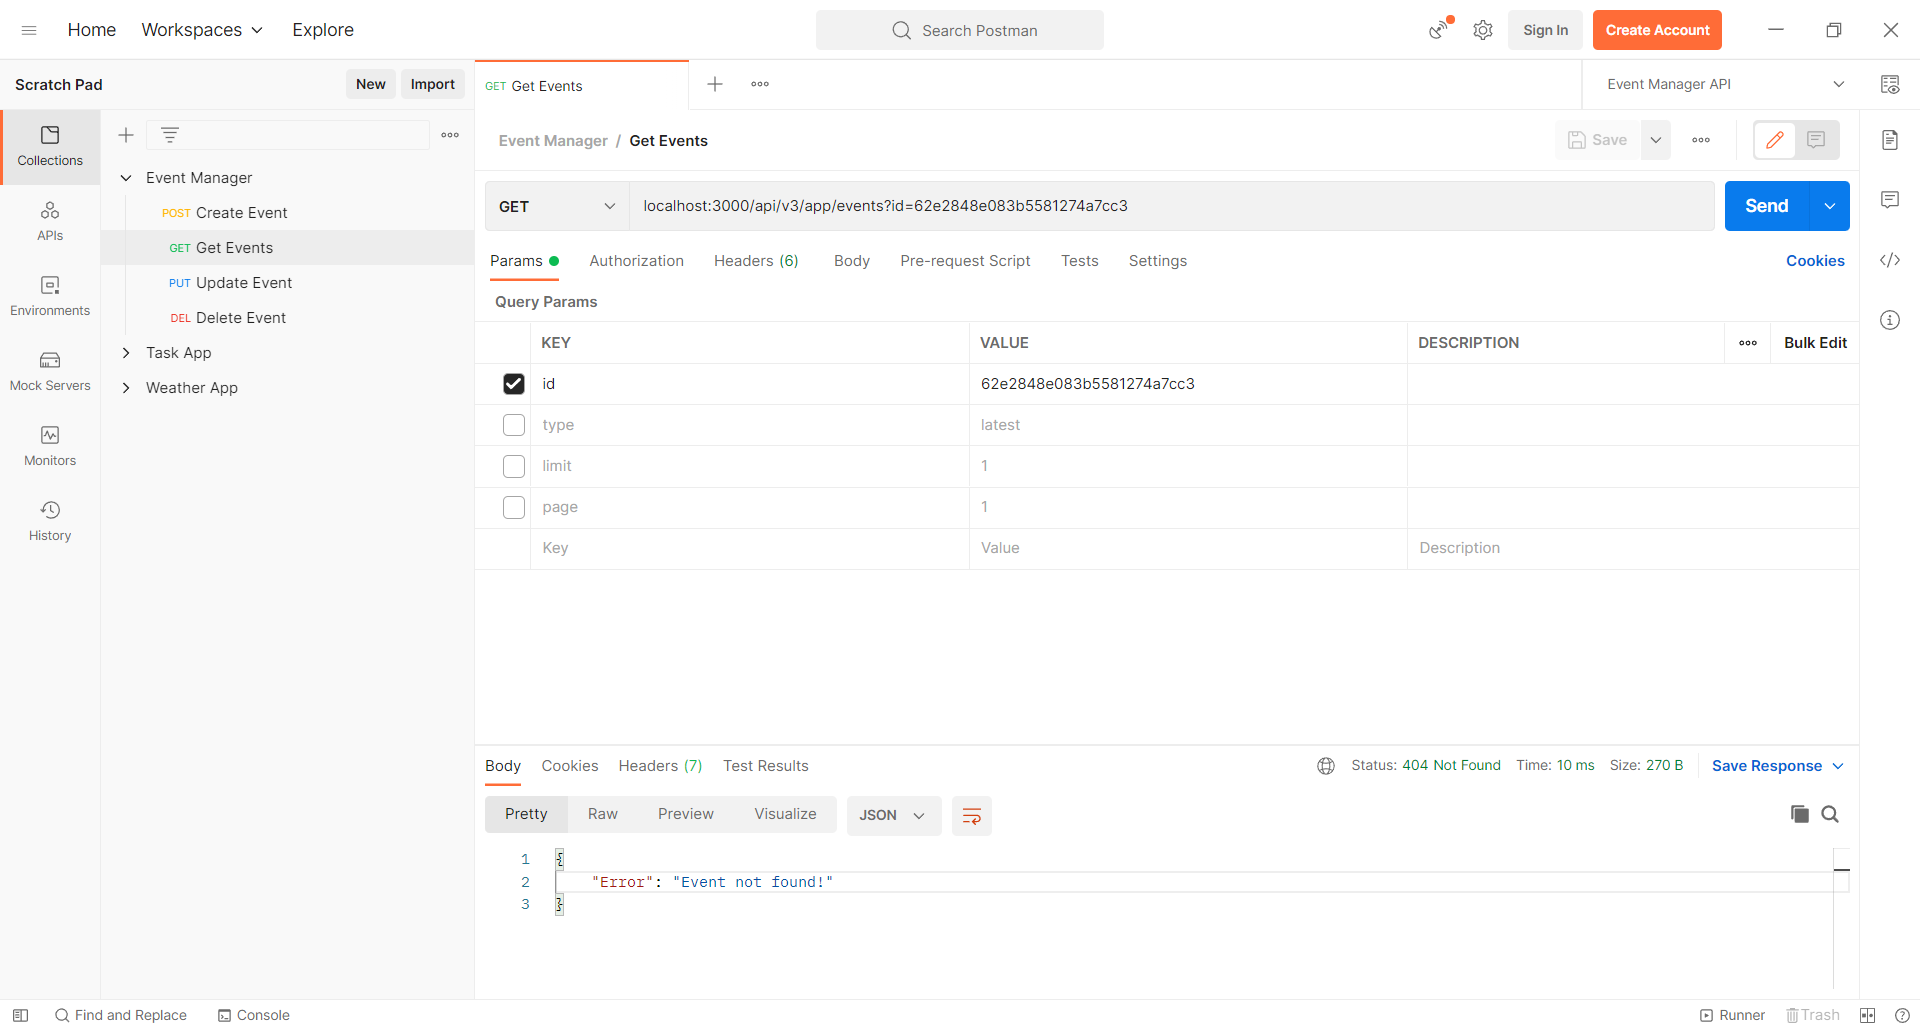 Home Workspaces Explore Search Postman Sign In Create Account
Scratch Pad New Import GET Get Events Event Manager API
Collections
APIs
Environments
Mock Servers
Monitors
History
Event Manager
POST Create Event
GET Get Events
PUT Update Event
DEL Delete Event
Task App
Weather App
Event Manager / Get Events Save
GET localhost:3000/api/v3/app/events?id=62e2848e083b5581274a7cc3 Send
Params Authorization Headers (6) Body Pre-request Script Tests Settings Cookies
Query Params
KEY VALUE DESCRIPTION Bulk Edit
id 62e2848e083b5581274a7cc3
type latest
limit 1
page 1
Key Value Description
Body Cookies Headers (7) Test Results Status: 404 Not Found Time: 10 ms Size: 270 B Save Response
Pretty Raw Preview Visualize JSON
1 {
2 "Error": "Event not found!"
3 }
Find and Replace Console Runner Trash